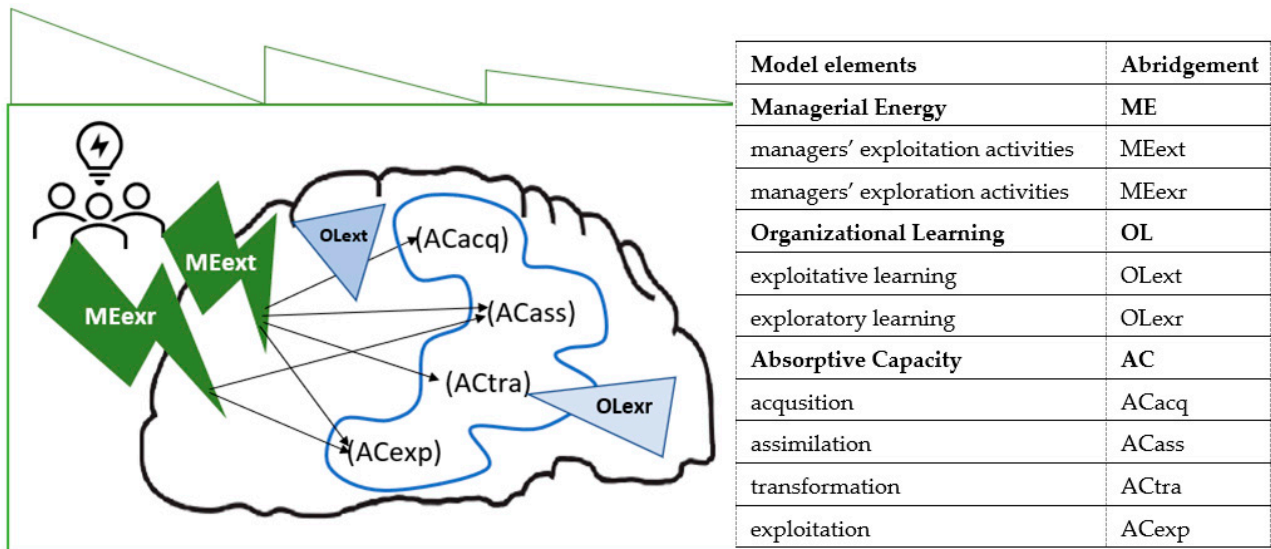 MEext
MEexr
OLext
(ACacq)
(ACass)
(ACtra)
OLexr
(ACexp)
Model elements Abridgement
Managerial Energy ME
managers’ exploitation activities MEext
managers’ exploration activities MEexr
Organizational Learning OL
exploitative learning OLext
exploratory learning OLexr
Absorptive Capacity AC
acqusition ACacq
assimilation ACass
transformation ACtra
exploitation ACexp